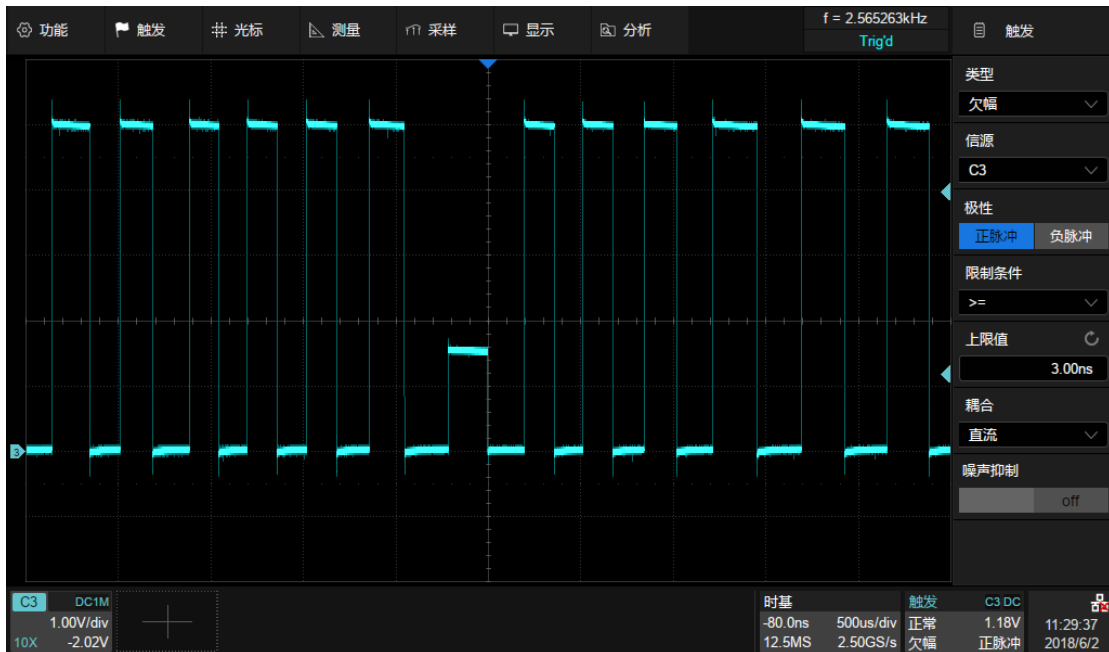 功能 触发 光标 测量 采样 显示 分析
f = 2.565263kHz
Trig'd
触发
类型
欠幅
信源
C3
极性
正脉冲 负脉冲
限制条件
>=
上限值
3.00ns
耦合
直流
噪声抑制
off
3
C3 DC1M
1.00V/div
10X -2.02V
时基
-80.0ns 500us/div
12.5MS 2.50GS/s
触发 C3 DC
正常 1.18V
欠幅 正脉冲
11:29:37
2018/6/2